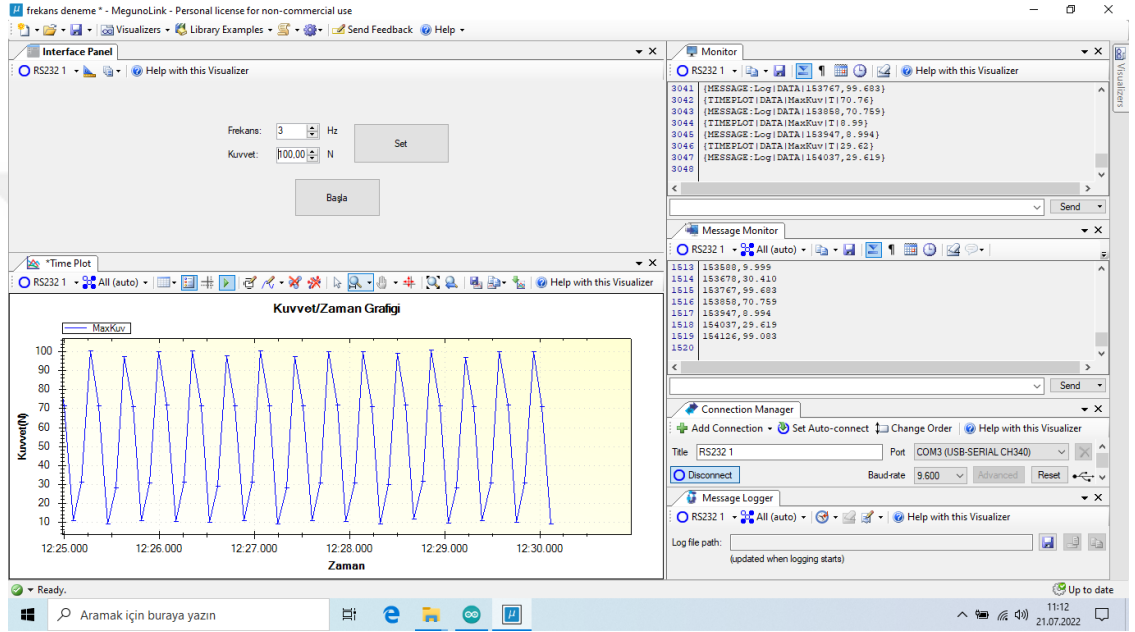 frekans deneme * - MegunoLink - Personal license for non-commercial use
Visualizers Library Examples Send Feedback Help
Interface Panel
RS232 1 Help with this Visualizer
Frekans: 3 Hz
Kuvvet: 100,00 N
Set
Başla
*Time Plot
RS232 1 All (auto) Help with this Visualizer
Kuvvet/Zaman Grafigi
MaxKuv
100
90
80
70
60
50
40
30
20
10
Kuvvet(N)
12:25.000 12:26.000 12:27.000 12:28.000 12:29.000 12:30.000
Zaman
Monitor
RS232 1 Help with this Visualizer
3041 {MESSAGE:Log|DATA|153767,99.683}
3042 {TIMEPLOT|DATA|MaxKuv|T|70.76}
3043 {MESSAGE:Log|DATA|153858,70.759}
3044 {TIMEPLOT|DATA|MaxKuv|T|8.99}
3045 {MESSAGE:Log|DATA|153947,8.994}
3046 {TIMEPLOT|DATA|MaxKuv|T|29.62}
3047 {MESSAGE:Log|DATA|154037,29.619}
3048
Send
Message Monitor
RS232 1 All (auto) Help with this Visualizer
1513 153588,9.999
1514 153678,30.410
1515 153767,99.683
1516 153858,70.759
1517 153947,8.994
1518 154037,29.619
1519 154126,99.083
1520
Send
Connection Manager
Add Connection Set Auto-connect Change Order Help with this Visualizer
Title RS232 1 Port COM3 (USB-SERIAL CH340)
Disconnect Baud-rate 9.600 Advanced Reset
Message Logger
RS232 1 All (auto) Help with this Visualizer
Log file path:
(updated when logging starts)
Visualizers
Ready. Up to date
Aramak için buraya yazın
11:12
21.07.2022